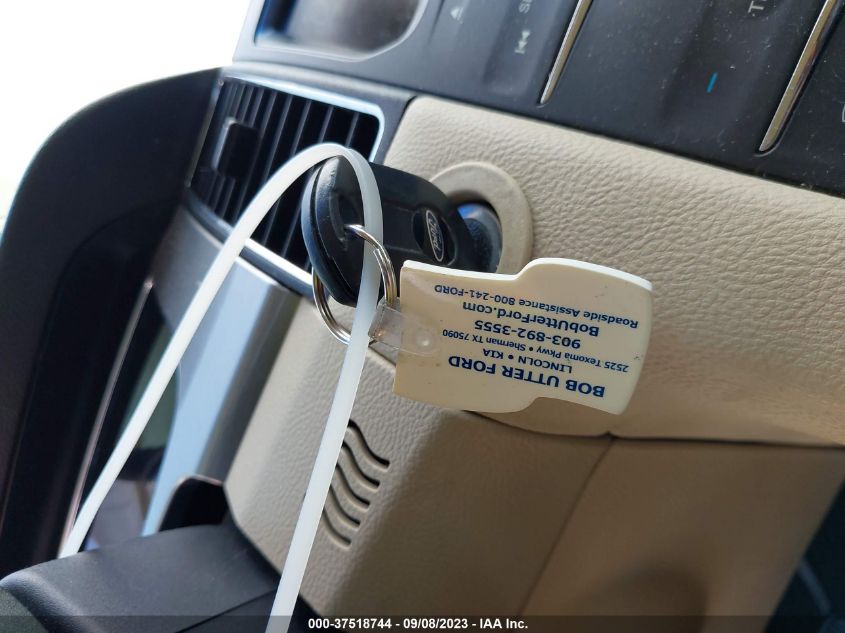 BOB UTTER FORD
LINCOLN • KIA
2525 Texoma Pkwy • Sherman TX 75090
903-892-3555
BobUtterFord.com
Roadside Assistance 800-241-FORD
Ford
000-37518744 - 09/08/2023 - IAA Inc.